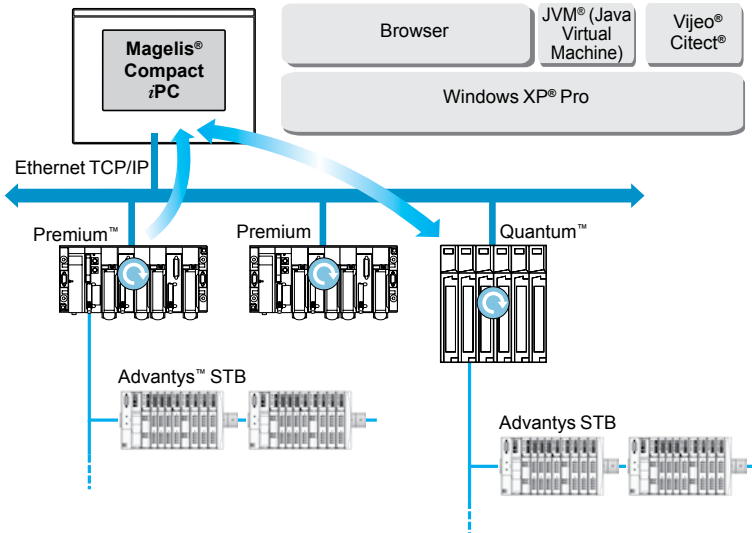 Magelis®
Compact
iPC
Browser
JVM® (Java
Virtual
Machine)
Vijeo®
Citect®
Windows XP® Pro
Ethernet TCP/IP
Premium™
Premium
Quantum™
Advantys™ STB
Advantys STB